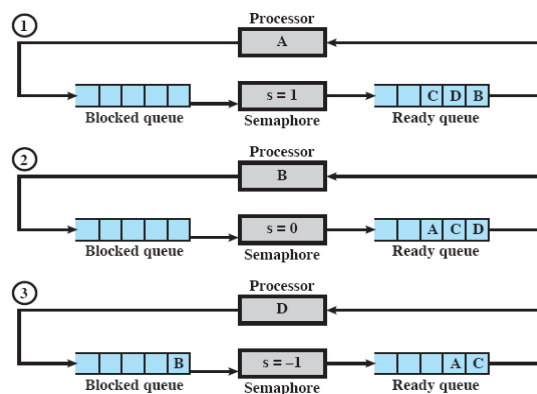 1
Processor
A
s = 1
C D B
Blocked queue
Semaphore
Ready queue
2
Processor
B
s = 0
A C D
Blocked queue
Semaphore
Ready queue
3
Processor
D
B
s = –1
A C
Blocked queue
Semaphore
Ready queue